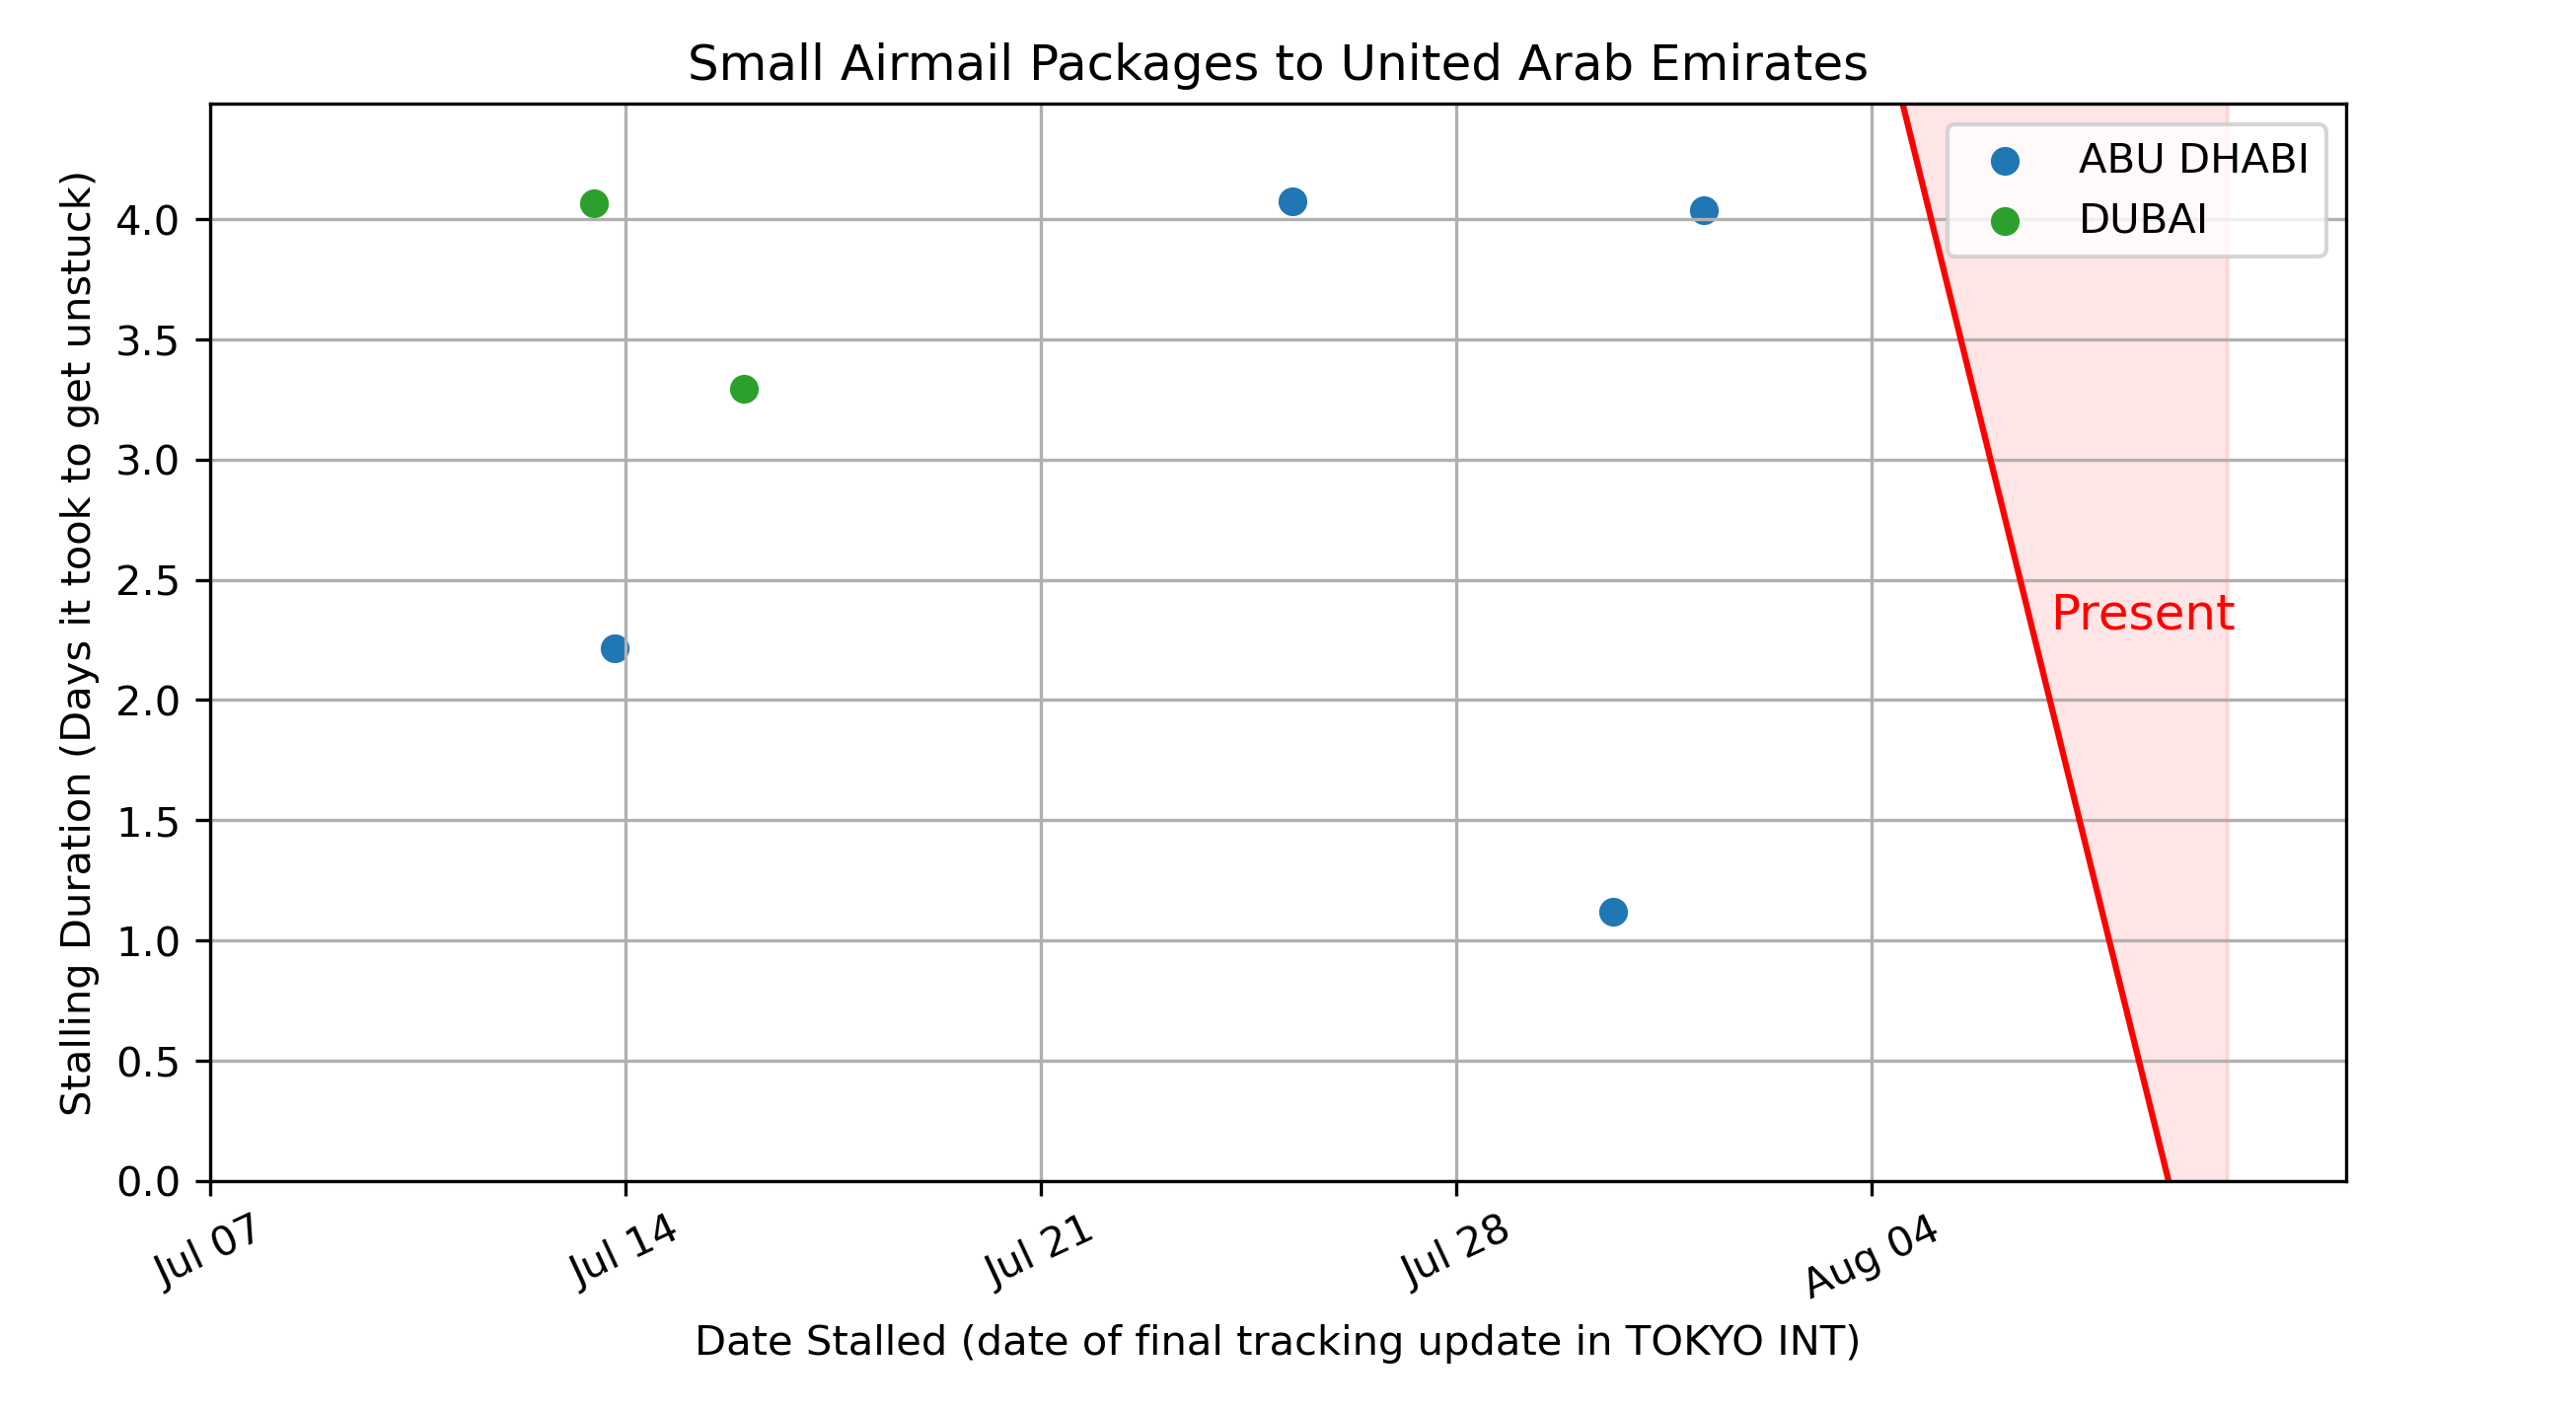 Small Airmail Packages to United Arab Emirates
ABU DHABI
DUBAI
Present
Stalling Duration (Days it took to get unstuck)
4.0
3.5
3.0
2.5
2.0
1.5
1.0
0.5
0.0
Jul 07
Jul 14
Jul 21
Jul 28
Aug 04
Date Stalled (date of final tracking update in TOKYO INT)